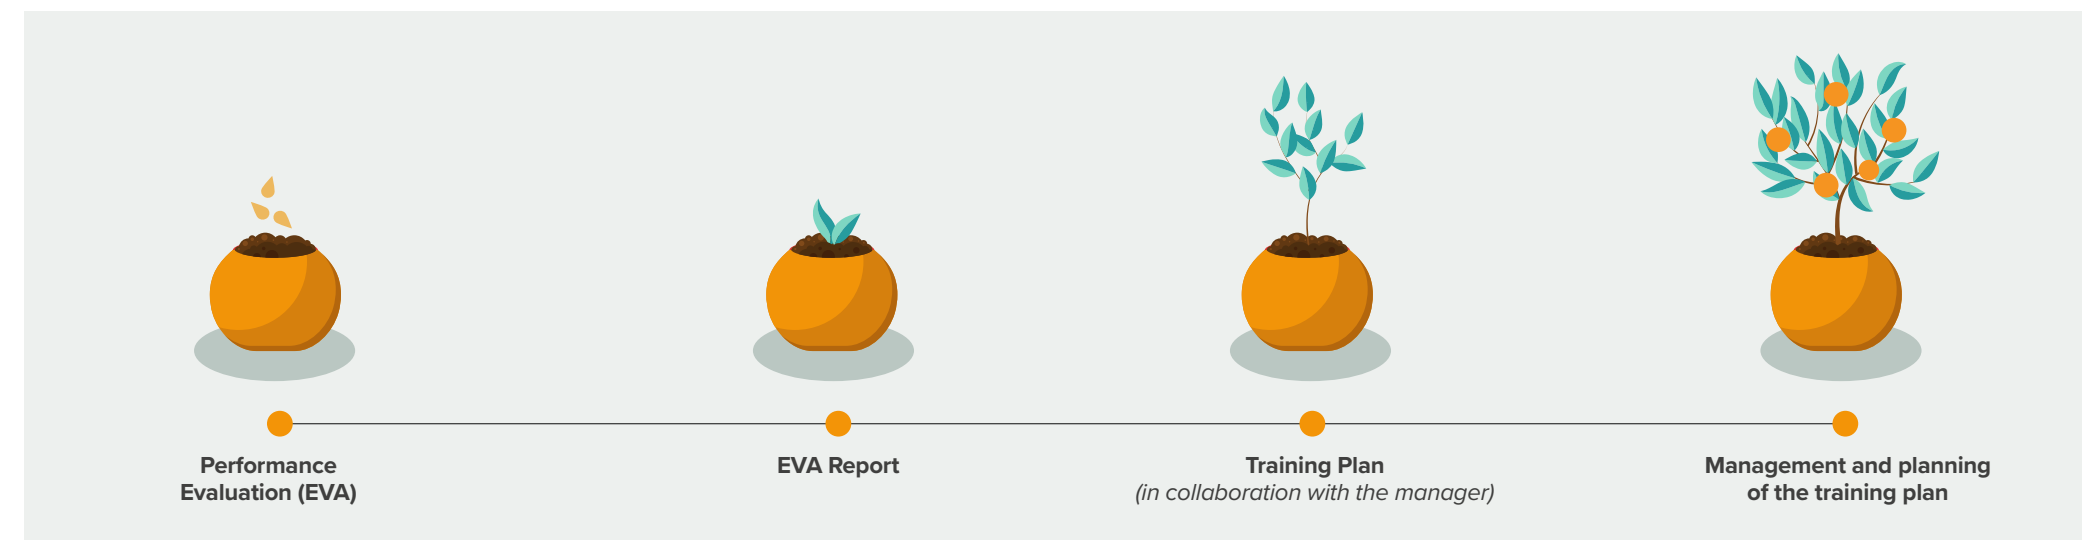 Performance
Evaluation (EVA)
EVA Report
Training Plan
(in collaboration with the manager)
Management and planning
of the training plan